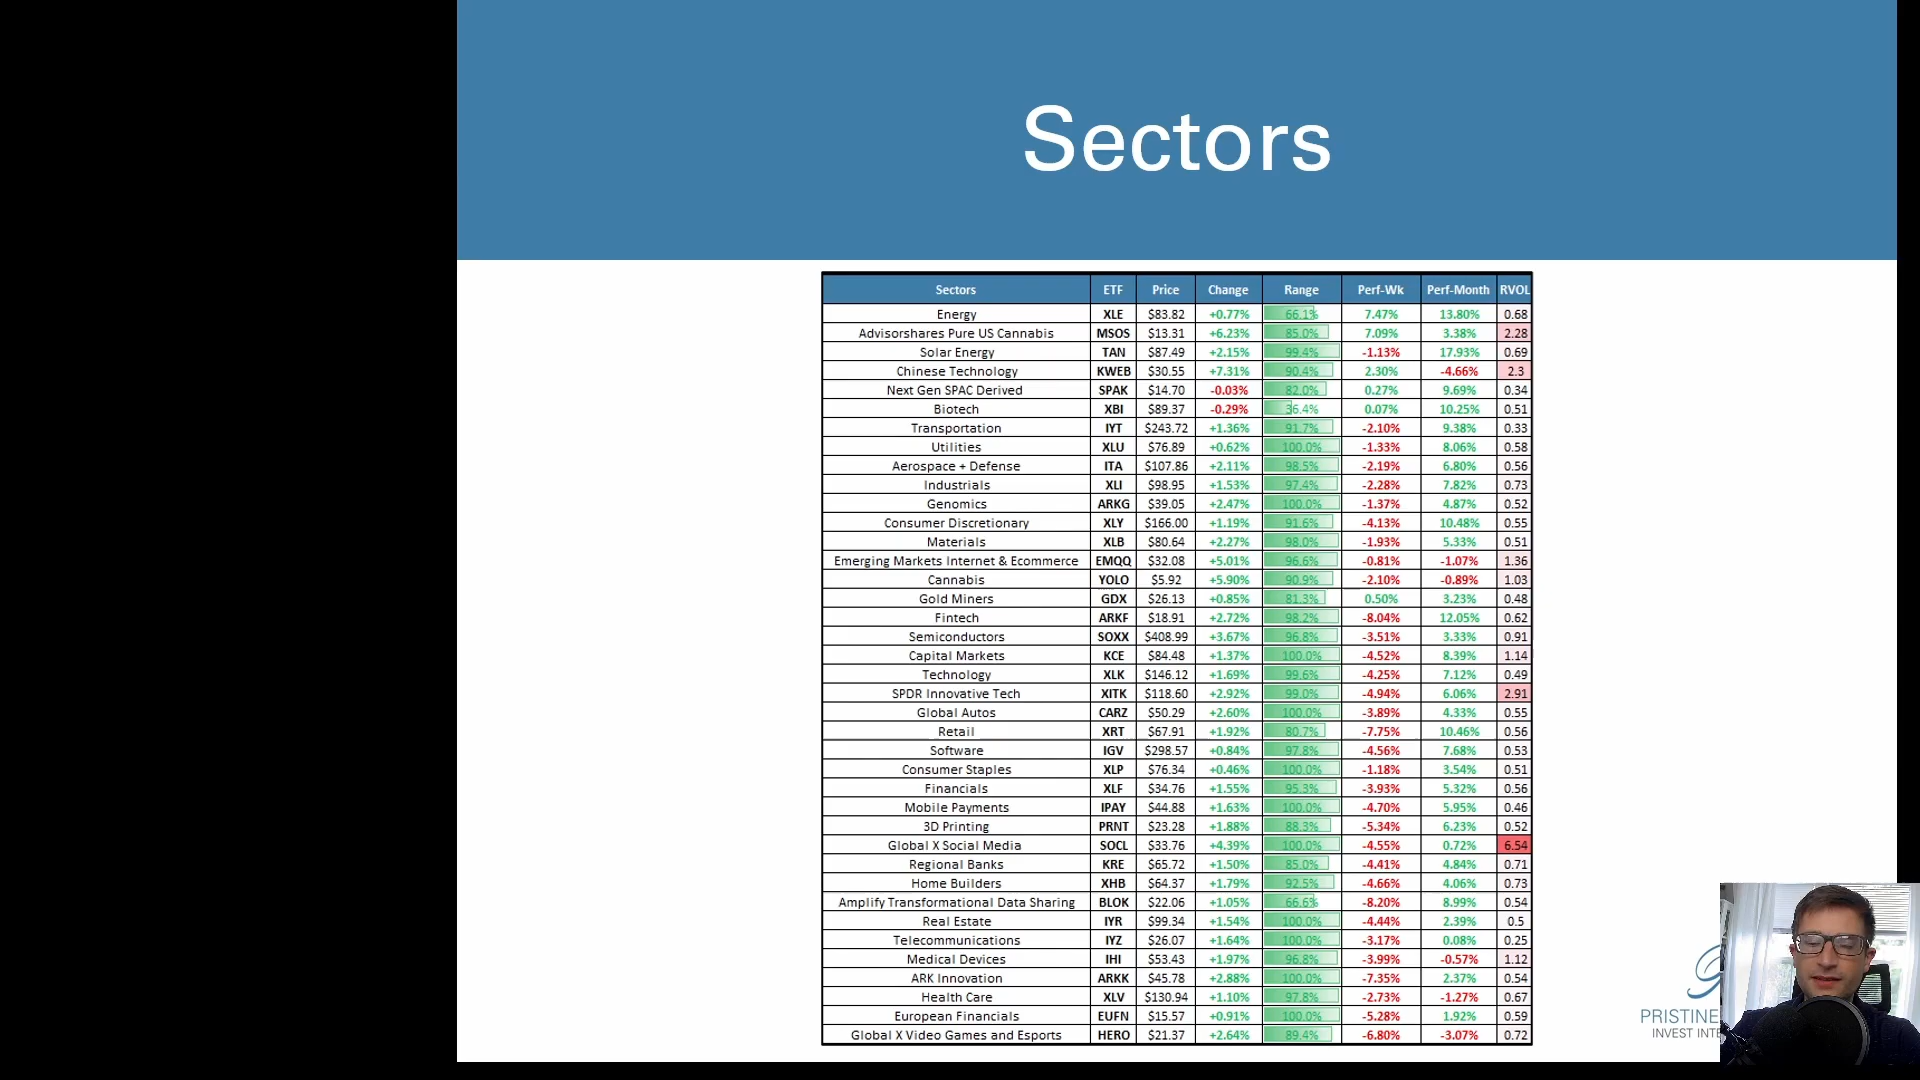 Sectors
Sectors ETF Price Change Range Perf-Wk Perf-Month RVOL
Energy XLE $83.82 +0.77% 66.1% 7.47% 13.80% 0.68
Advisorshares Pure US Cannabis MSOS $13.31 +6.23% 85.0% 7.09% 3.38% 2.28
Solar Energy TAN $87.49 +2.15% 99.4% -1.13% 17.93% 0.69
Chinese Technology KWEB $30.55 +7.31% 90.4% 2.30% -4.66% 2.3
Next Gen SPAC Derived SPAK $14.70 -0.03% 82.0% 0.27% 9.69% 0.34
Biotech XBI $89.37 -0.29% 36.4% 0.07% 10.25% 0.51
Transportation IYT $243.72 +1.36% 91.7% -2.10% 9.38% 0.33
Utilities XLU $76.89 +0.62% 100.0% -1.33% 8.06% 0.58
Aerospace + Defense ITA $107.86 +2.11% 98.5% -2.19% 6.80% 0.56
Industrials XLI $98.95 +1.53% 97.4% -2.28% 7.82% 0.73
Genomics ARKG $39.05 +2.47% 100.0% -1.37% 4.87% 0.52
Consumer Discretionary XLY $166.00 +1.19% 91.6% -4.13% 10.48% 0.55
Materials XLB $80.64 +2.27% 98.0% -1.93% 5.33% 0.51
Emerging Markets Internet & Ecommerce EMQQ $32.08 +5.01% 96.6% -0.81% -1.07% 1.36
Cannabis YOLO $5.92 +5.90% 90.9% -2.10% -0.89% 1.03
Gold Miners GDX $26.13 +0.85% 81.3% 0.50% 3.23% 0.48
Fintech ARKF $18.91 +2.72% 98.2% -8.04% 12.05% 0.62
Semiconductors SOXX $408.99 +3.67% 96.8% -3.51% 3.33% 0.91
Capital Markets KCE $84.48 +1.37% 100.0% -4.52% 8.39% 1.14
Technology XLK $146.12 +1.69% 99.6% -4.25% 7.12% 0.49
SPDR Innovative Tech XITK $118.60 +2.92% 99.0% -4.94% 6.06% 2.91
Global Autos CARZ $50.29 +2.60% 100.0% -3.89% 4.33% 0.55
Retail XRT $67.91 +1.92% 80.7% -7.75% 10.46% 0.56
Software IGV $298.57 +0.84% 97.8% -4.56% 7.68% 0.53
Consumer Staples XLP $76.34 +0.46% 100.0% -1.18% 3.54% 0.51
Financials XLF $34.76 +1.55% 95.3% -3.93% 5.32% 0.56
Mobile Payments IPAY $44.88 +1.63% 100.0% -4.70% 5.95% 0.46
3D Printing PRNT $23.28 +1.88% 88.3% -5.34% 6.23% 0.52
Global X Social Media SOCL $33.76 +4.39% 100.0% -4.55% 0.72% 6.54
Regional Banks KRE $65.72 +1.50% 85.0% -4.41% 4.84% 0.71
Home Builders XHB $64.37 +1.79% 92.5% -4.66% 4.06% 0.73
Amplify Transformational Data Sharing BLOK $22.06 +1.05% 66.6% -8.20% 8.99% 0.54
Real Estate IYR $99.34 +1.54% 100.0% -4.44% 2.39% 0.5
Telecommunications IYZ $26.07 +1.64% 100.0% -3.17% 0.08% 0.25
Medical Devices IHI $53.43 +1.97% 96.8% -3.99% -0.57% 1.12
ARK Innovation ARKK $45.78 +2.88% 100.0% -7.35% 2.37% 0.54
Health Care XLV $130.94 +1.10% 97.8% -2.73% -1.27% 0.67
European Financials EUFN $15.57 +0.91% 100.0% -5.28% 1.92% 0.59
Global X Video Games and Esports HERO $21.37 +2.64% 89.4% -6.80% -3.07% 0.72
PRISTINE
INVEST